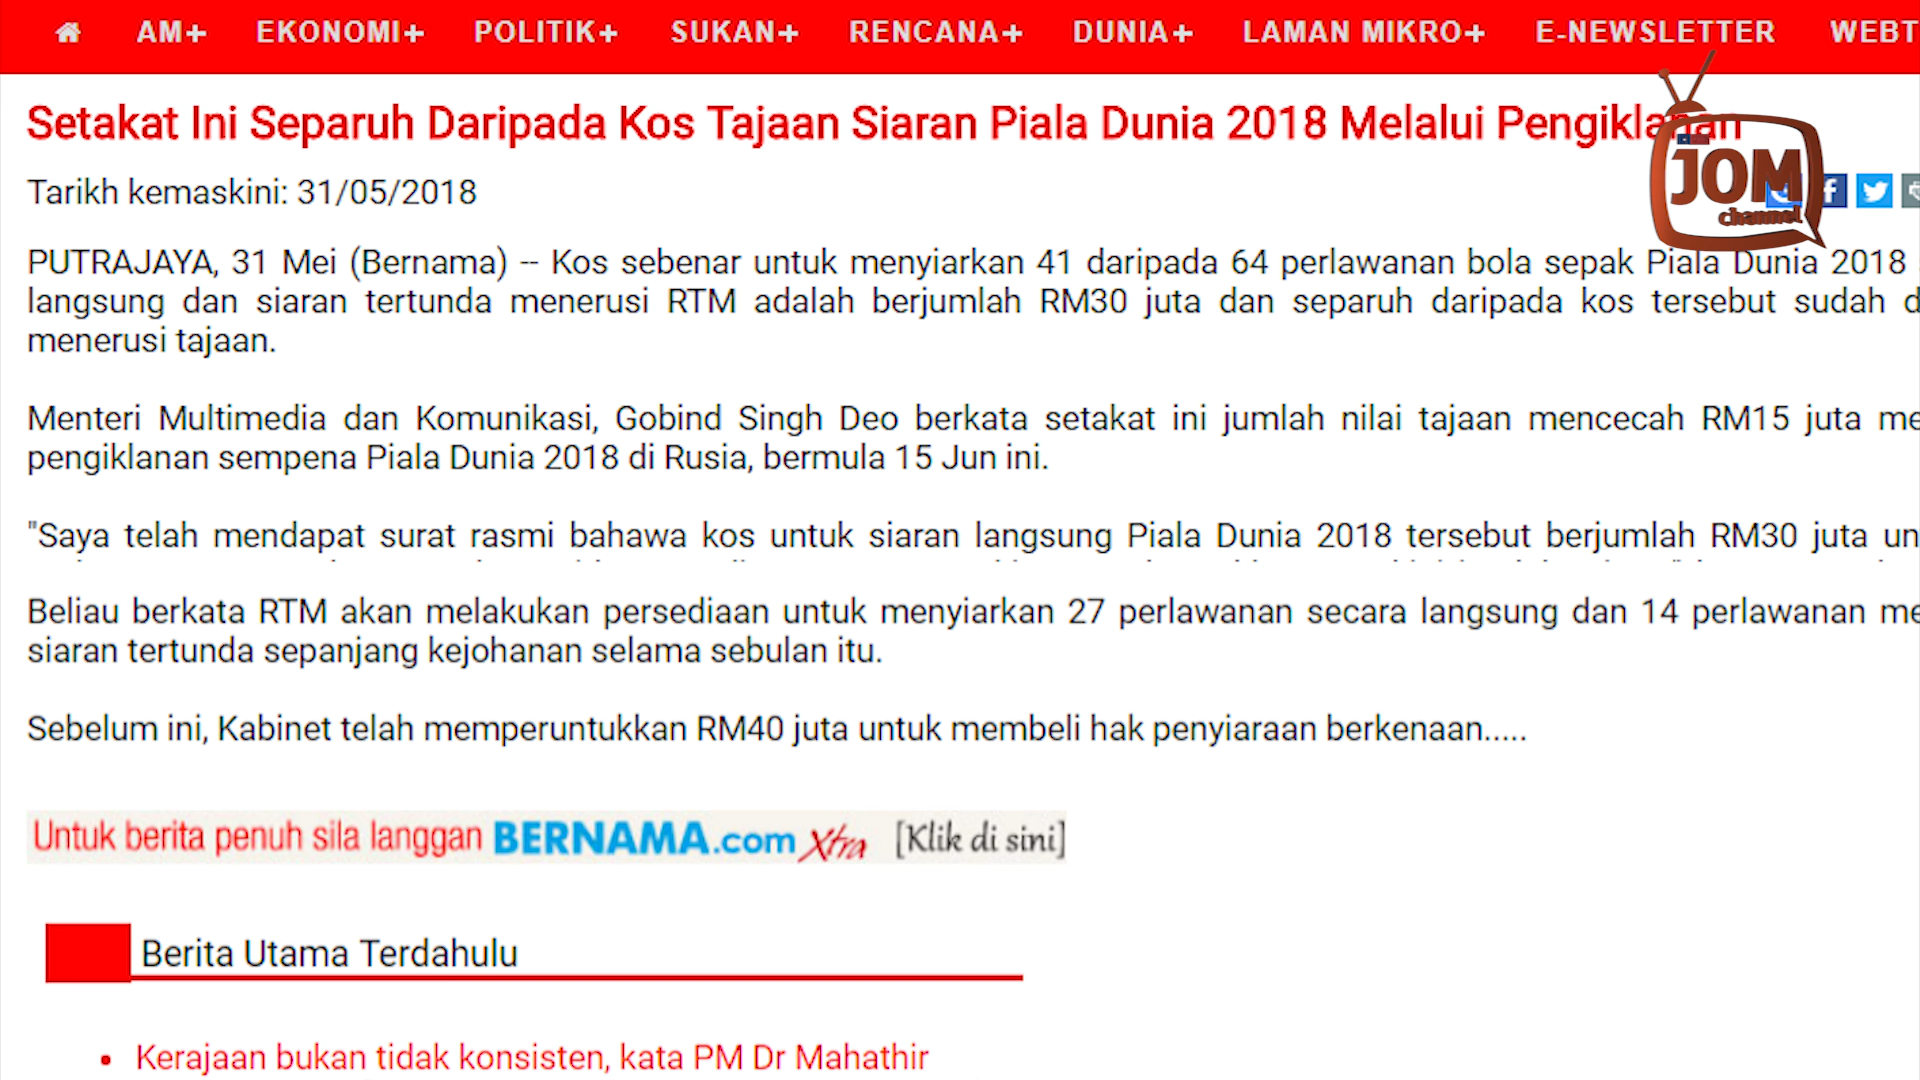 AM+ EKONOMI+ POLITIK+ SUKAN+ RENCANA+ DUNIA+ LAMAN MIKRO+ E-NEWSLETTER WEBT
Setakat Ini Separuh Daripada Kos Tajaan Siaran Piala Dunia 2018 Melalui Pengiklanan
JOM
channel
Tarikh kemaskini: 31/05/2018
PUTRAJAYA, 31 Mei (Bernama) -- Kos sebenar untuk menyiarkan 41 daripada 64 perlawanan bola sepak Piala Dunia 2018
langsung dan siaran tertunda menerusi RTM adalah berjumlah RM30 juta dan separuh daripada kos tersebut sudah d
menerusi tajaan.
Menteri Multimedia dan Komunikasi, Gobind Singh Deo berkata setakat ini jumlah nilai tajaan mencecah RM15 juta me
pengiklanan sempena Piala Dunia 2018 di Rusia, bermula 15 Jun ini.
"Saya telah mendapat surat rasmi bahawa kos untuk siaran langsung Piala Dunia 2018 tersebut berjumlah RM30 juta un
Beliau berkata RTM akan melakukan persediaan untuk menyiarkan 27 perlawanan secara langsung dan 14 perlawanan me
siaran tertunda sepanjang kejohanan selama sebulan itu.
Sebelum ini, Kabinet telah memperuntukkan RM40 juta untuk membeli hak penyiaraan berkenaan.....
Untuk berita penuh sila langgan BERNAMA.com Xtra [Klik di sini]
Berita Utama Terdahulu
• Kerajaan bukan tidak konsisten, kata PM Dr Mahathir